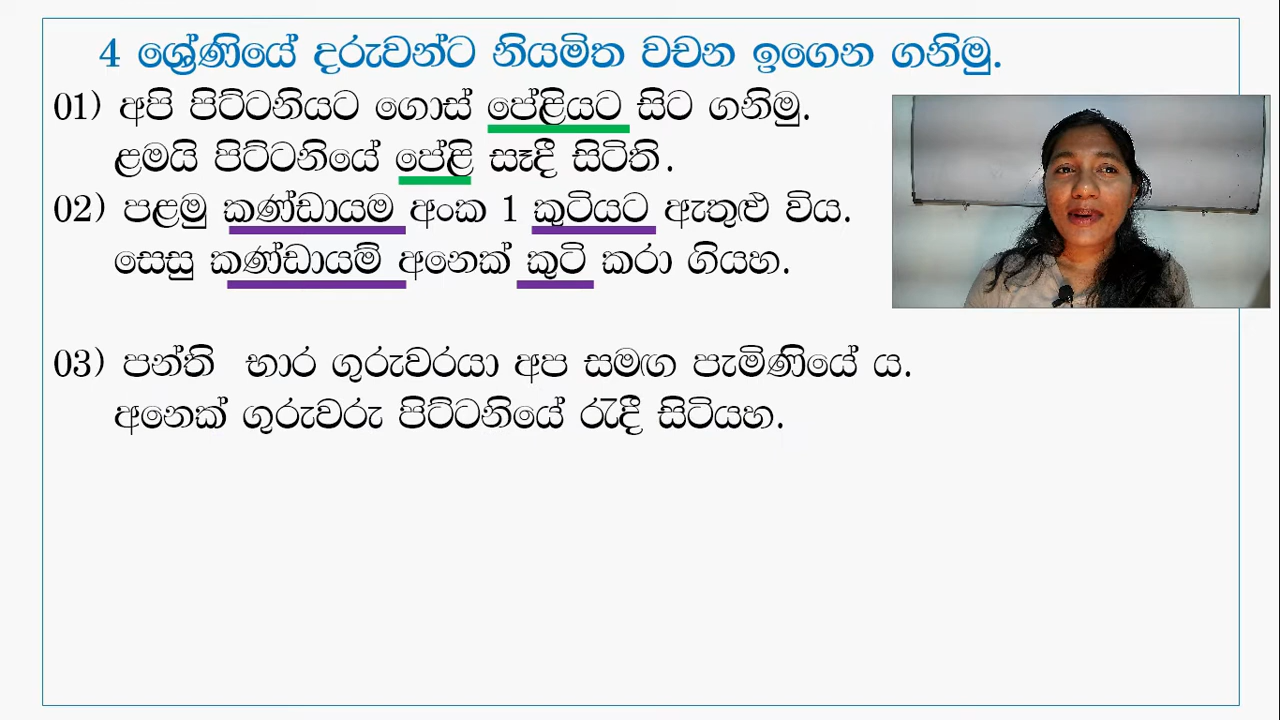 4 ශ්‍රේණියේ දරුවන්ට නියමිත වචන ඉගෙන ගනිමු.
01) අපි පිට්ටනියට ගොස් පේළියට සිට ගනිමු.
ළමයි පිට්ටනියේ පේළි සෑදී සිටිති.
02) පළමු කණ්ඩායම අංක 1 කුටියට ඇතුළු විය.
සෙසු කණ්ඩායම් අනෙක් කුටි කරා ගියහ.
03) පන්ති භාර ගුරුවරයා අප සමඟ පැමිණියේ ය.
අනෙක් ගුරුවරු පිට්ටනියේ රැදී සිටියහ.